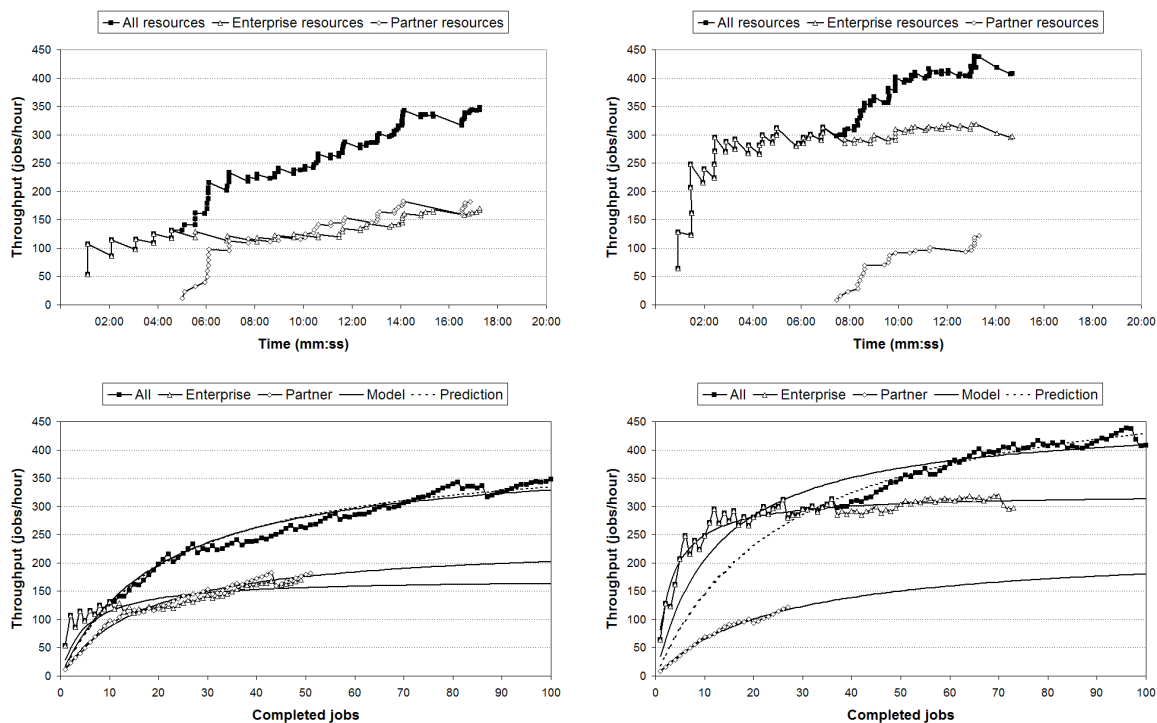 All resources Enterprise resources Partner resources
Throughput (jobs/hour)
450
400
350
300
250
200
150
100
50
0
02:00 04:00 06:00 08:00 10:00 12:00 14:00 16:00 18:00 20:00
Time (mm:ss)
All resources Enterprise resources Partner resources
Throughput (jobs/hour)
450
400
350
300
250
200
150
100
50
0
02:00 04:00 06:00 08:00 10:00 12:00 14:00 16:00 18:00 20:00
Time (mm:ss)
All Enterprise Partner Model Prediction
Throughput (jobs/hour)
450
400
350
300
250
200
150
100
50
0
0 10 20 30 40 50 60 70 80 90 100
Completed jobs
All Enterprise Partner Model Prediction
Throughput (jobs/hour)
450
400
350
300
250
200
150
100
50
0
0 10 20 30 40 50 60 70 80 90 100
Completed jobs